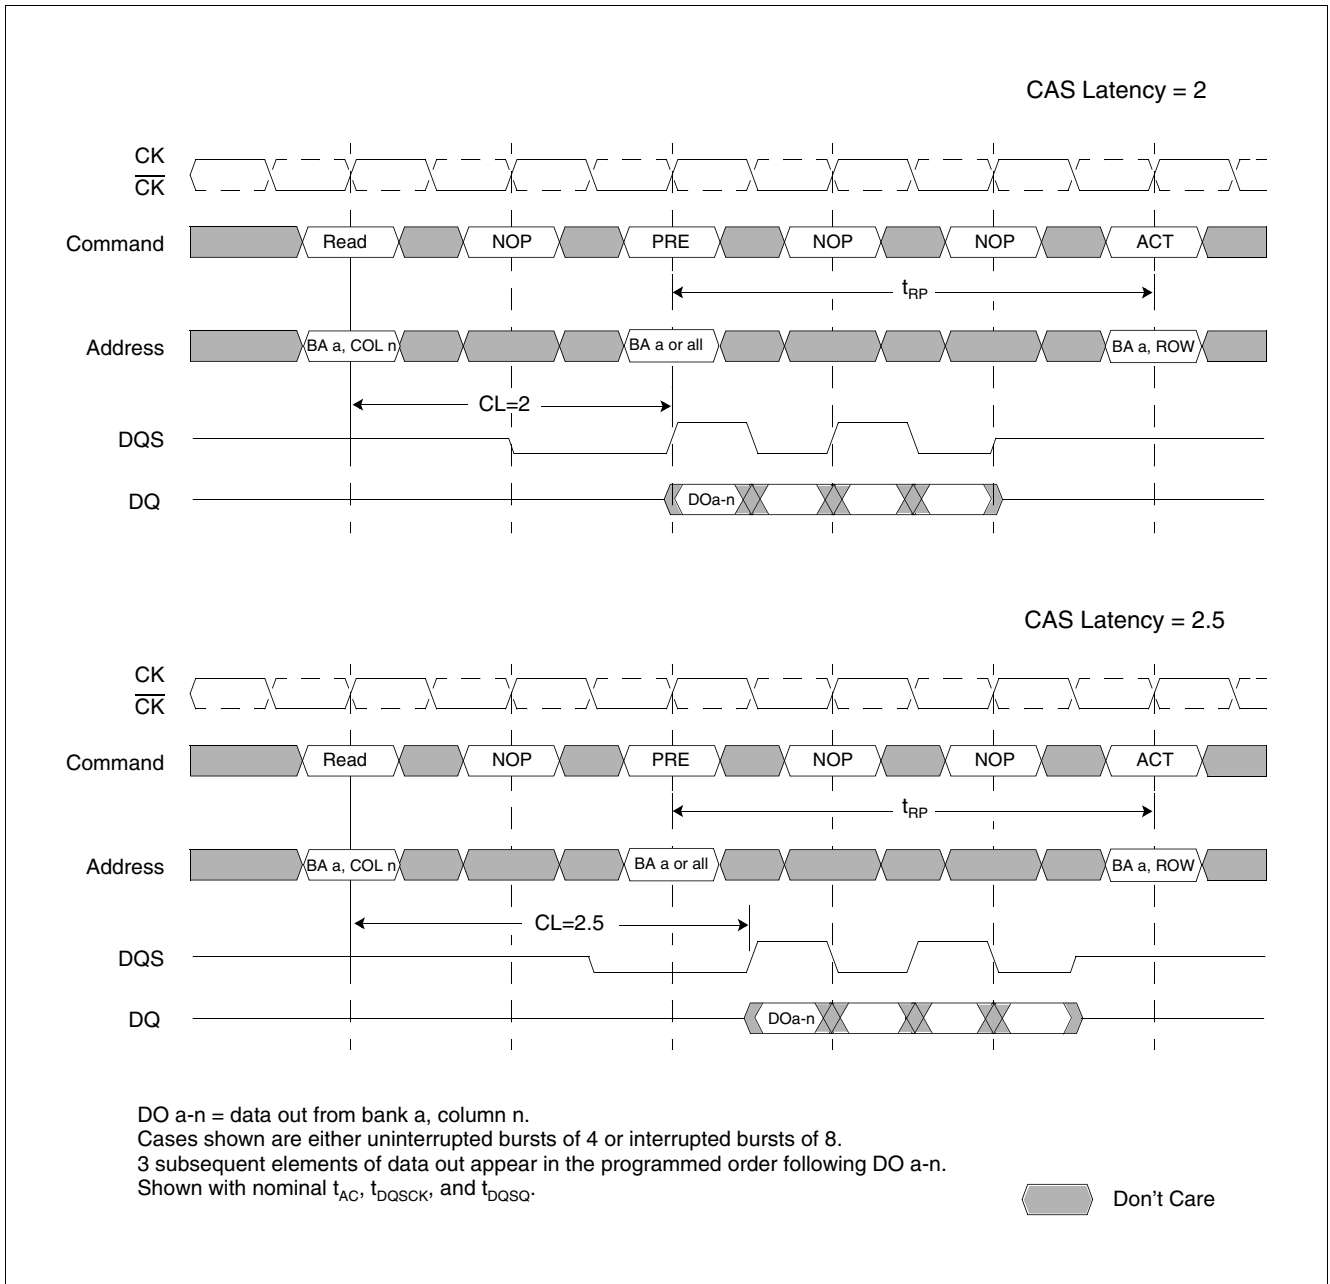 CAS Latency = 2
CK
CK
Command
Read
NOP
PRE
NOP
NOP
ACT
tRP
Address
BA a, COL n
BA a or all
BA a, ROW
CL=2
DQS
DQ
DOa-n
CAS Latency = 2.5
CK
CK
Command
Read
NOP
PRE
NOP
NOP
ACT
tRP
Address
BA a, COL n
BA a or all
BA a, ROW
CL=2.5
DQS
DQ
DOa-n
DO a-n = data out from bank a, column n.
Cases shown are either uninterrupted bursts of 4 or interrupted bursts of 8.
3 subsequent elements of data out appear in the programmed order following DO a-n.
Shown with nominal tAC, tDQSCK, and tDQSQ.
Don't Care